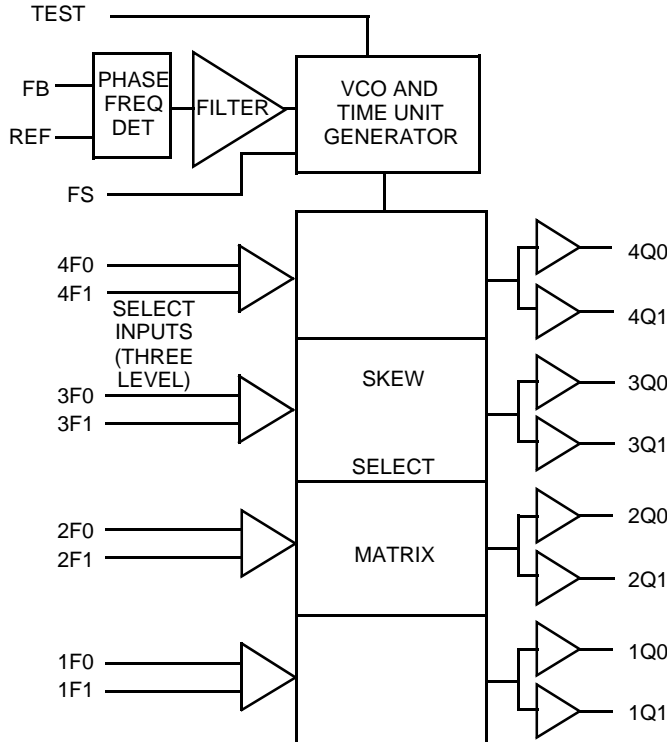 TEST
FB
REF
PHASE
FREQ
DET
FILTER
VCO AND
TIME UNIT
GENERATOR
FS
4F0
4F1
SELECT
INPUTS
(THREE
LEVEL)
3F0
3F1
2F0
2F1
1F0
1F1
SKEW
SELECT
MATRIX
4Q0
4Q1
3Q0
3Q1
2Q0
2Q1
1Q0
1Q1